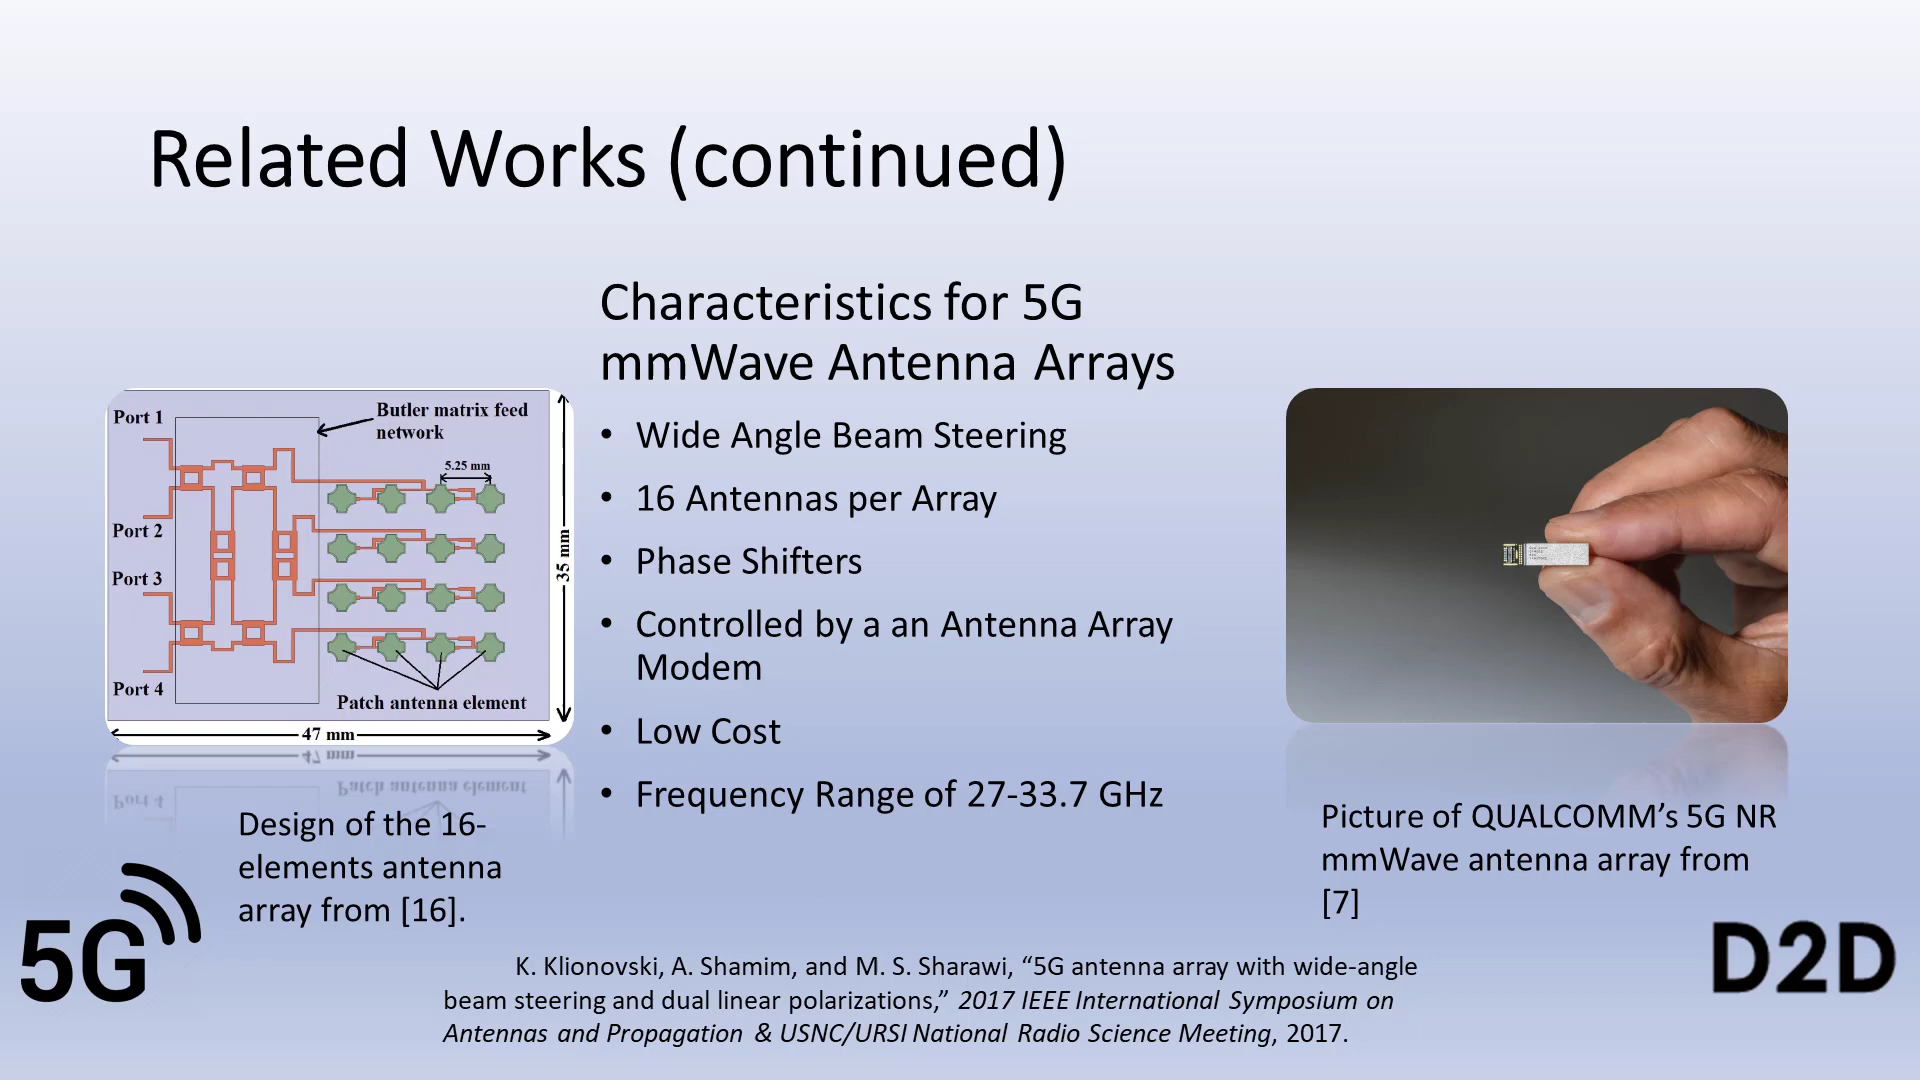 Related Works (continued)
Characteristics for 5G
mmWave Antenna Arrays
• Wide Angle Beam Steering
• 16 Antennas per Array
• Phase Shifters
• Controlled by a an Antenna Array
Modem
• Low Cost
• Frequency Range of 27-33.7 GHz
Port 1
Port 2
Port 3
Port 4
Butler matrix feed
network
5.25 mm
35 mm
Patch antenna element
47 mm
Design of the 16-
elements antenna
array from [16].
Picture of QUALCOMM’s 5G NR
mmWave antenna array from
[7]
5G
D2D
K. Klionovski, A. Shamim, and M. S. Sharawi, “5G antenna array with wide-angle
beam steering and dual linear polarizations,” 2017 IEEE International Symposium on
Antennas and Propagation & USNC/URSI National Radio Science Meeting, 2017.